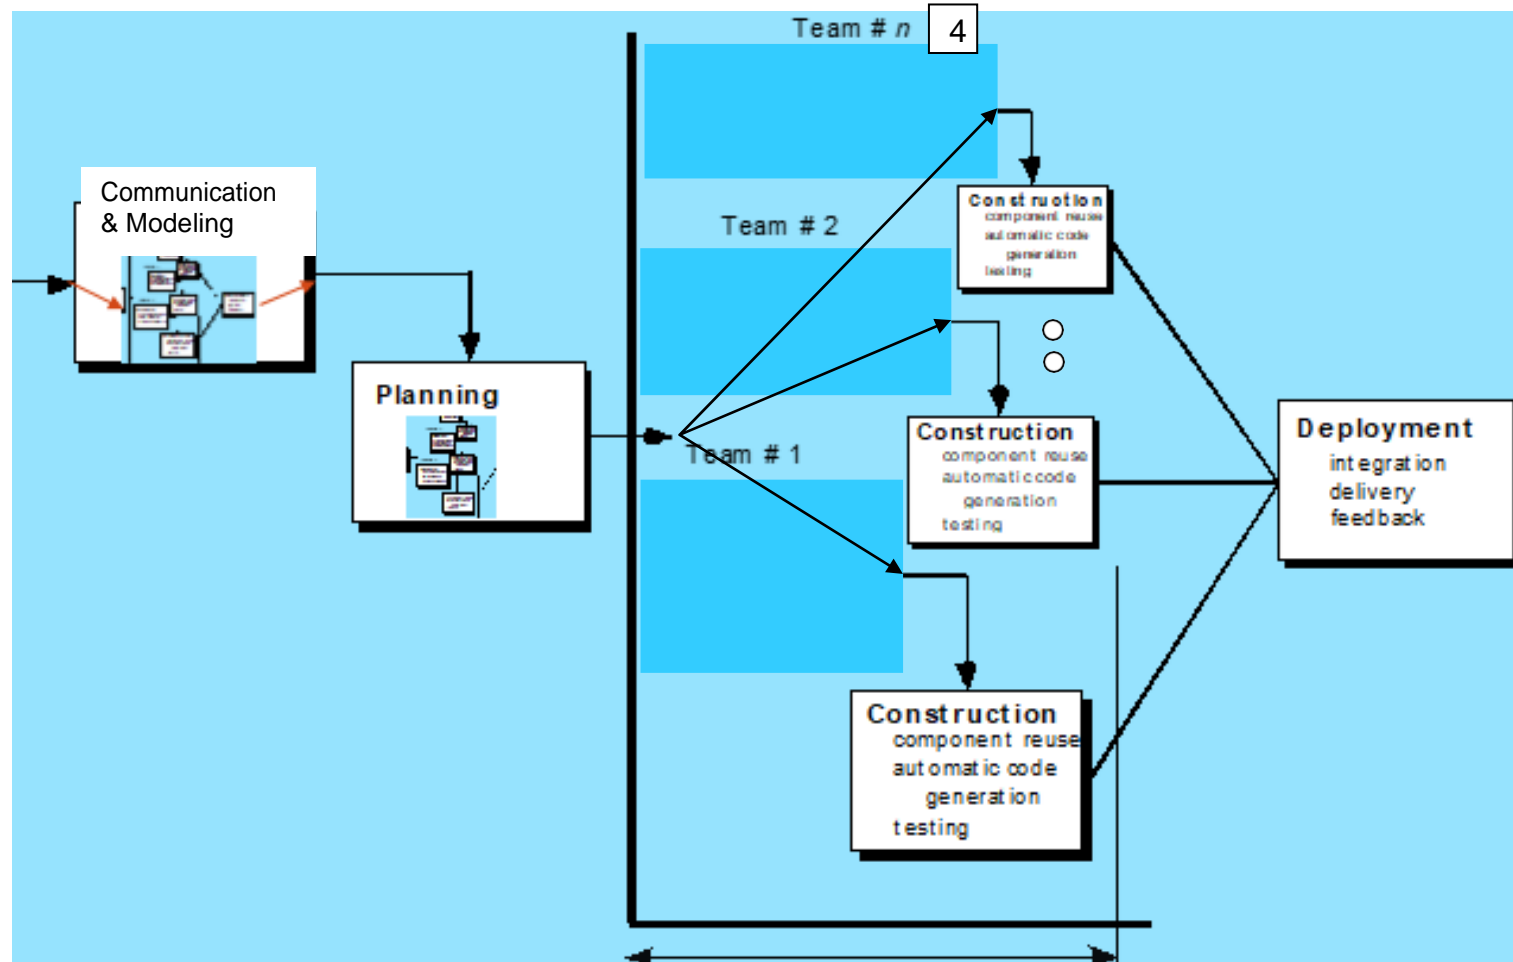 Team # n
4
Communication
& Modeling
Team # 2
Construction
component reuse
automatic code
generation
testing
Planning
Team # 1
Construction
component reuse
automatic code
generation
testing
Deployment
integration
delivery
feedback
Construction
component reuse
automatic code
generation
testing